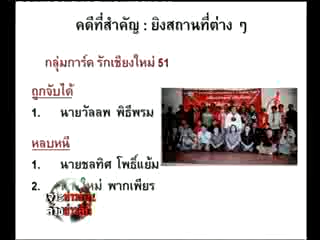 คดีที่สำคัญ : ยิงสถานที่ต่าง ๆ
กลุ่มการ์ด รักเชียงใหม่ 51
ถูกจับได้
1. นายวัลลพ พิธีพรม
หลบหนี
1. นายชลทิศ โพธิ์แย้ม
2. ใหม่ พากเพียร